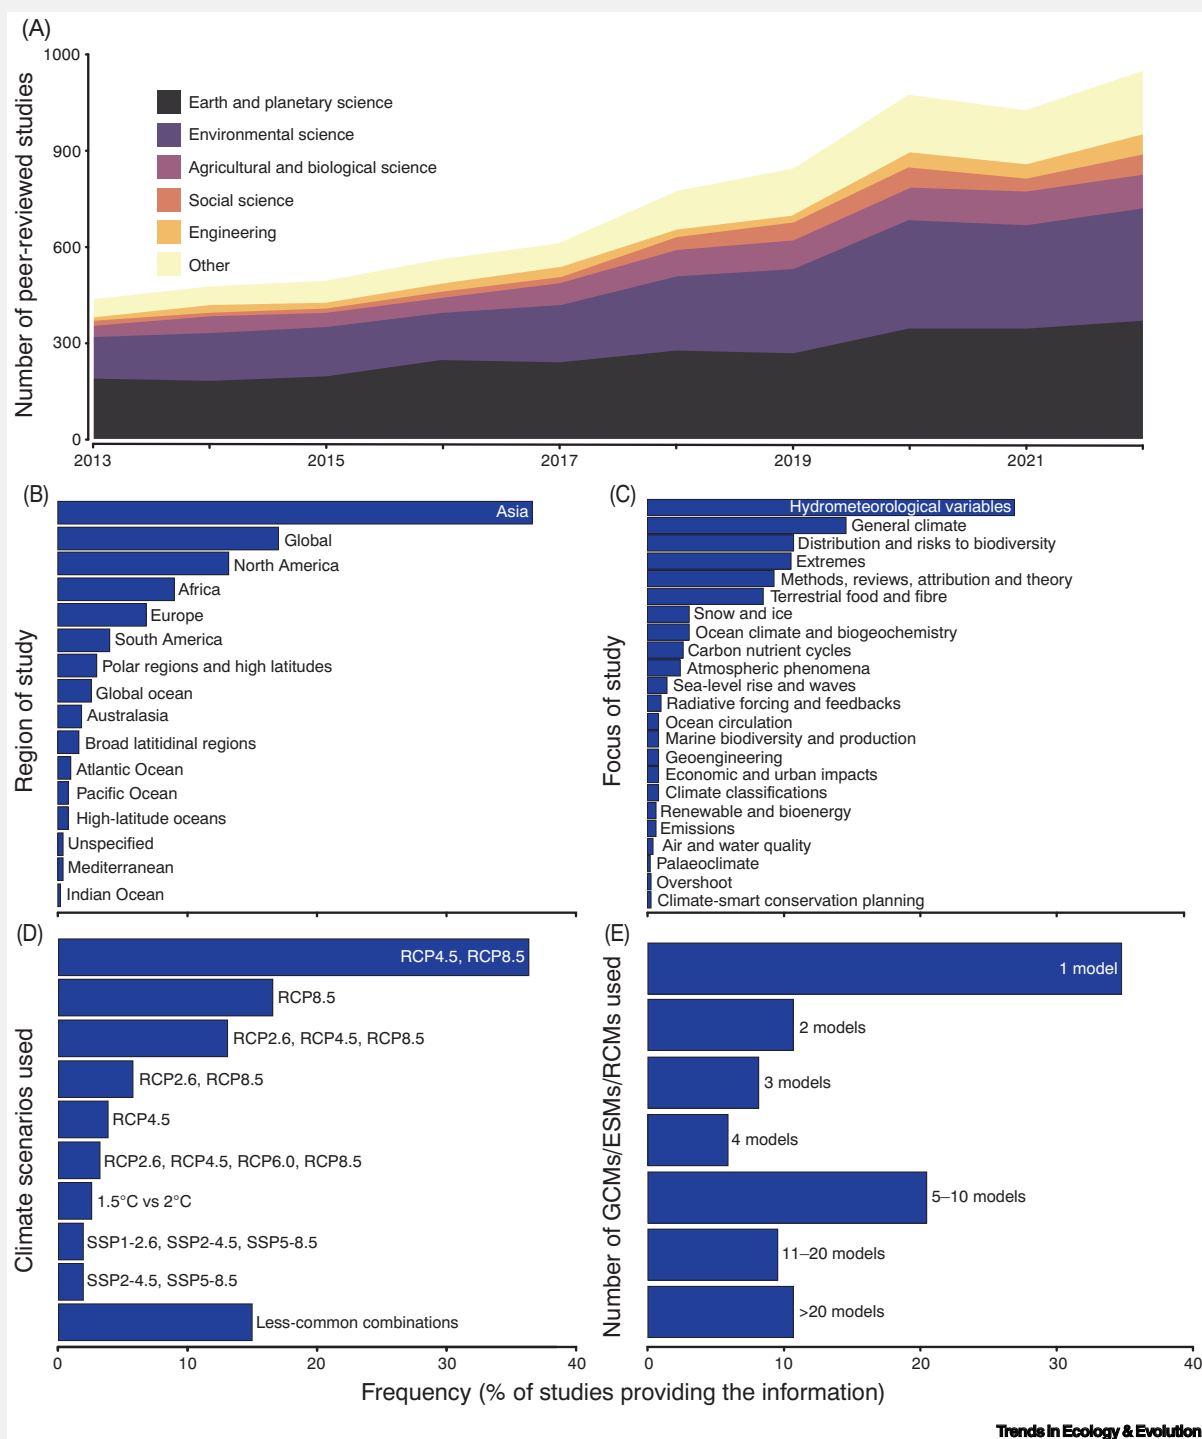 (A)
Number of peer-reviewed studies
1000
900
600
300
0
Earth and planetary science
Environmental science
Agricultural and biological science
Social science
Engineering
Other
2013
2015
2017
2019
2021
(B)
Region of study
Asia
Global
North America
Africa
Europe
South America
Polar regions and high latitudes
Global ocean
Australasia
Broad latitidinal regions
Atlantic Ocean
Pacific Ocean
High-latitude oceans
Unspecified
Mediterranean
Indian Ocean
(C)
Focus of study
Hydrometeorological variables
General climate
Distribution and risks to biodiversity
Extremes
Methods, reviews, attribution and theory
Terrestrial food and fibre
Snow and ice
Ocean climate and biogeochemistry
Carbon nutrient cycles
Atmospheric phenomena
Sea-level rise and waves
Radiative forcing and feedbacks
Ocean circulation
Marine biodiversity and production
Geoengineering
Economic and urban impacts
Climate classifications
Renewable and bioenergy
Emissions
Air and water quality
Palaeoclimate
Overshoot
Climate-smart conservation planning
(D)
Climate scenarios used
RCP4.5, RCP8.5
RCP8.5
RCP2.6, RCP4.5, RCP8.5
RCP2.6, RCP8.5
RCP4.5
RCP2.6, RCP4.5, RCP6.0, RCP8.5
1.5°C vs 2°C
SSP1-2.6, SSP2-4.5, SSP5-8.5
SSP2-4.5, SSP5-8.5
Less-common combinations
0
10
20
30
40
(E)
Number of GCMs/ESMs/RCMs used
1 model
2 models
3 models
4 models
5–10 models
11–20 models
>20 models
0
10
20
30
40
Frequency (% of studies providing the information)
Trends in Ecology & Evolution